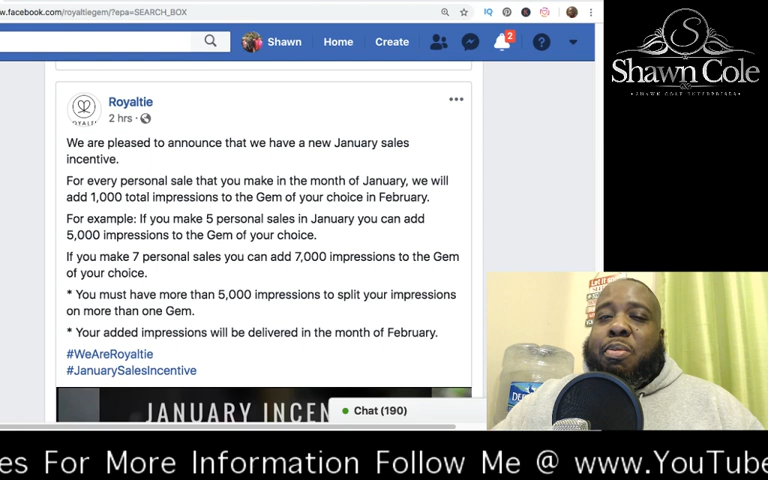 w.facebook.com/royaltiegem/?epa=SEARCH_BOX
IQ
Shawn Home Create 2
S
Shawn Cole
• SHAWN COLE ENTERPRISES •
Royaltie
2 hrs ·
We are pleased to announce that we have a new January sales
incentive.
For every personal sale that you make in the month of January, we will
add 1,000 total impressions to the Gem of your choice in February.
For example: If you make 5 personal sales in January you can add
5,000 impressions to the Gem of your choice.
If you make 7 personal sales you can add 7,000 impressions to the Gem
of your choice.
* You must have more than 5,000 impressions to split your impressions
on more than one Gem.
* Your added impressions will be delivered in the month of February.
#WeAreRoyaltie
#JanuarySalesIncentive
JANUARY INCEN
Chat (190)
es For More Information Follow Me @ www.YouTube